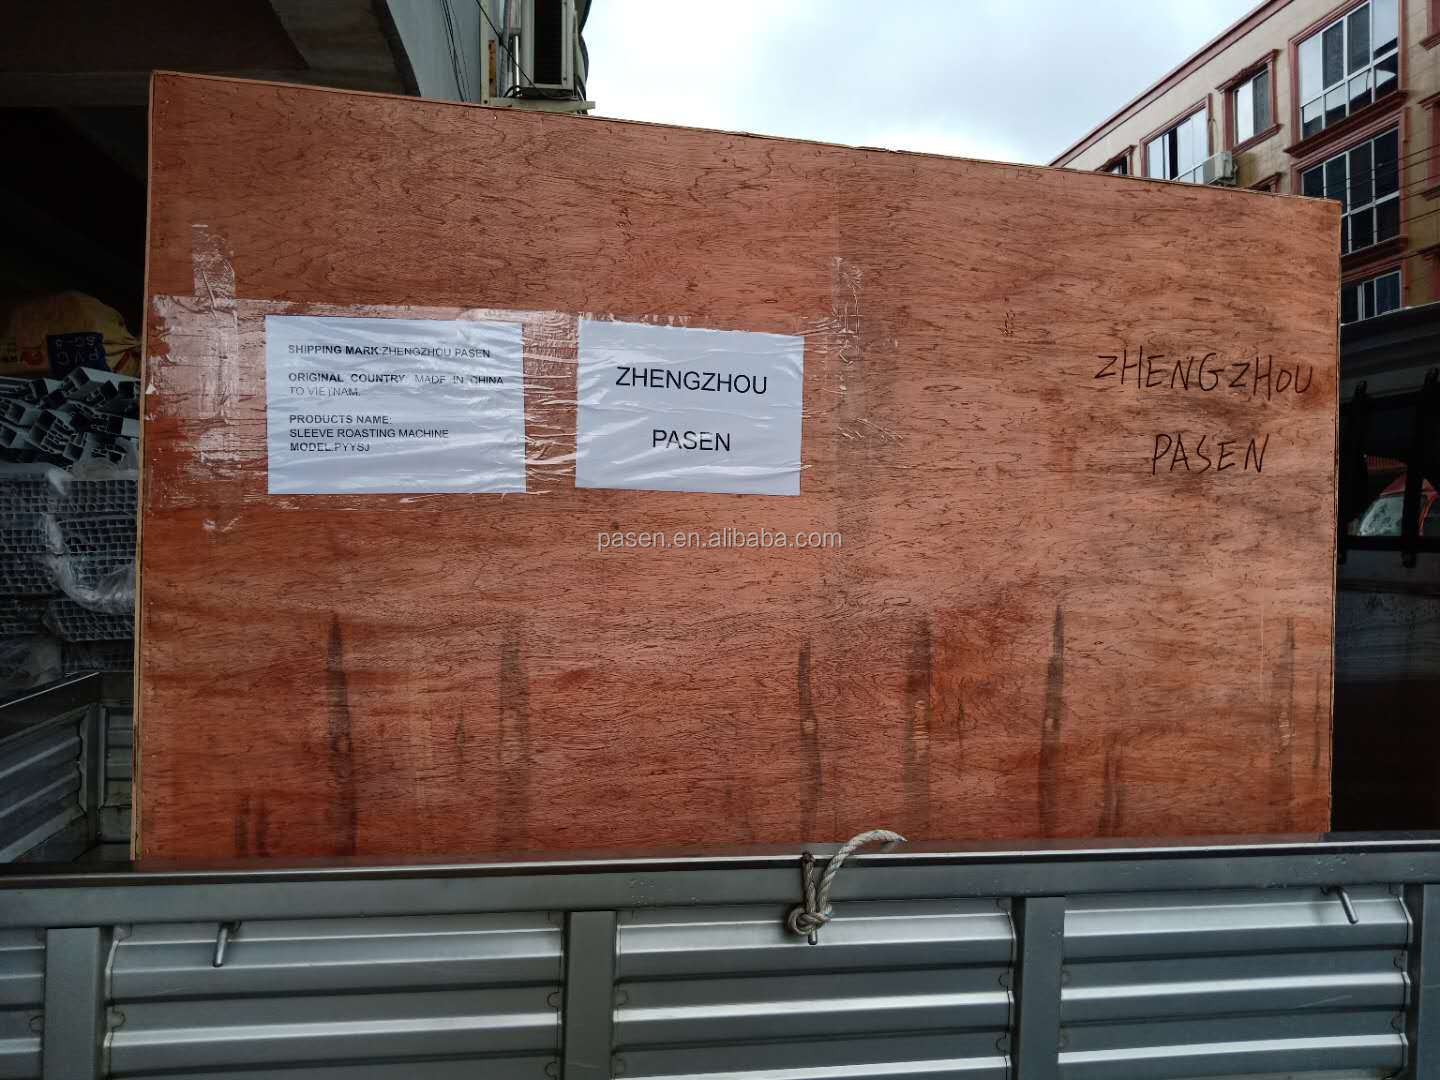 SHIPPING MARK:ZHENGZHOU PASEN
ORIGINAL COUNTRY: MADE IN CHINA
TO VIETNAM.
PRODUCTS NAME:
SLEEVE ROASTING MACHINE
MODEL:PYYSJ
ZHENGZHOU
PASEN
ZHENGZHOU
PASEN
pasen.en.alibaba.com